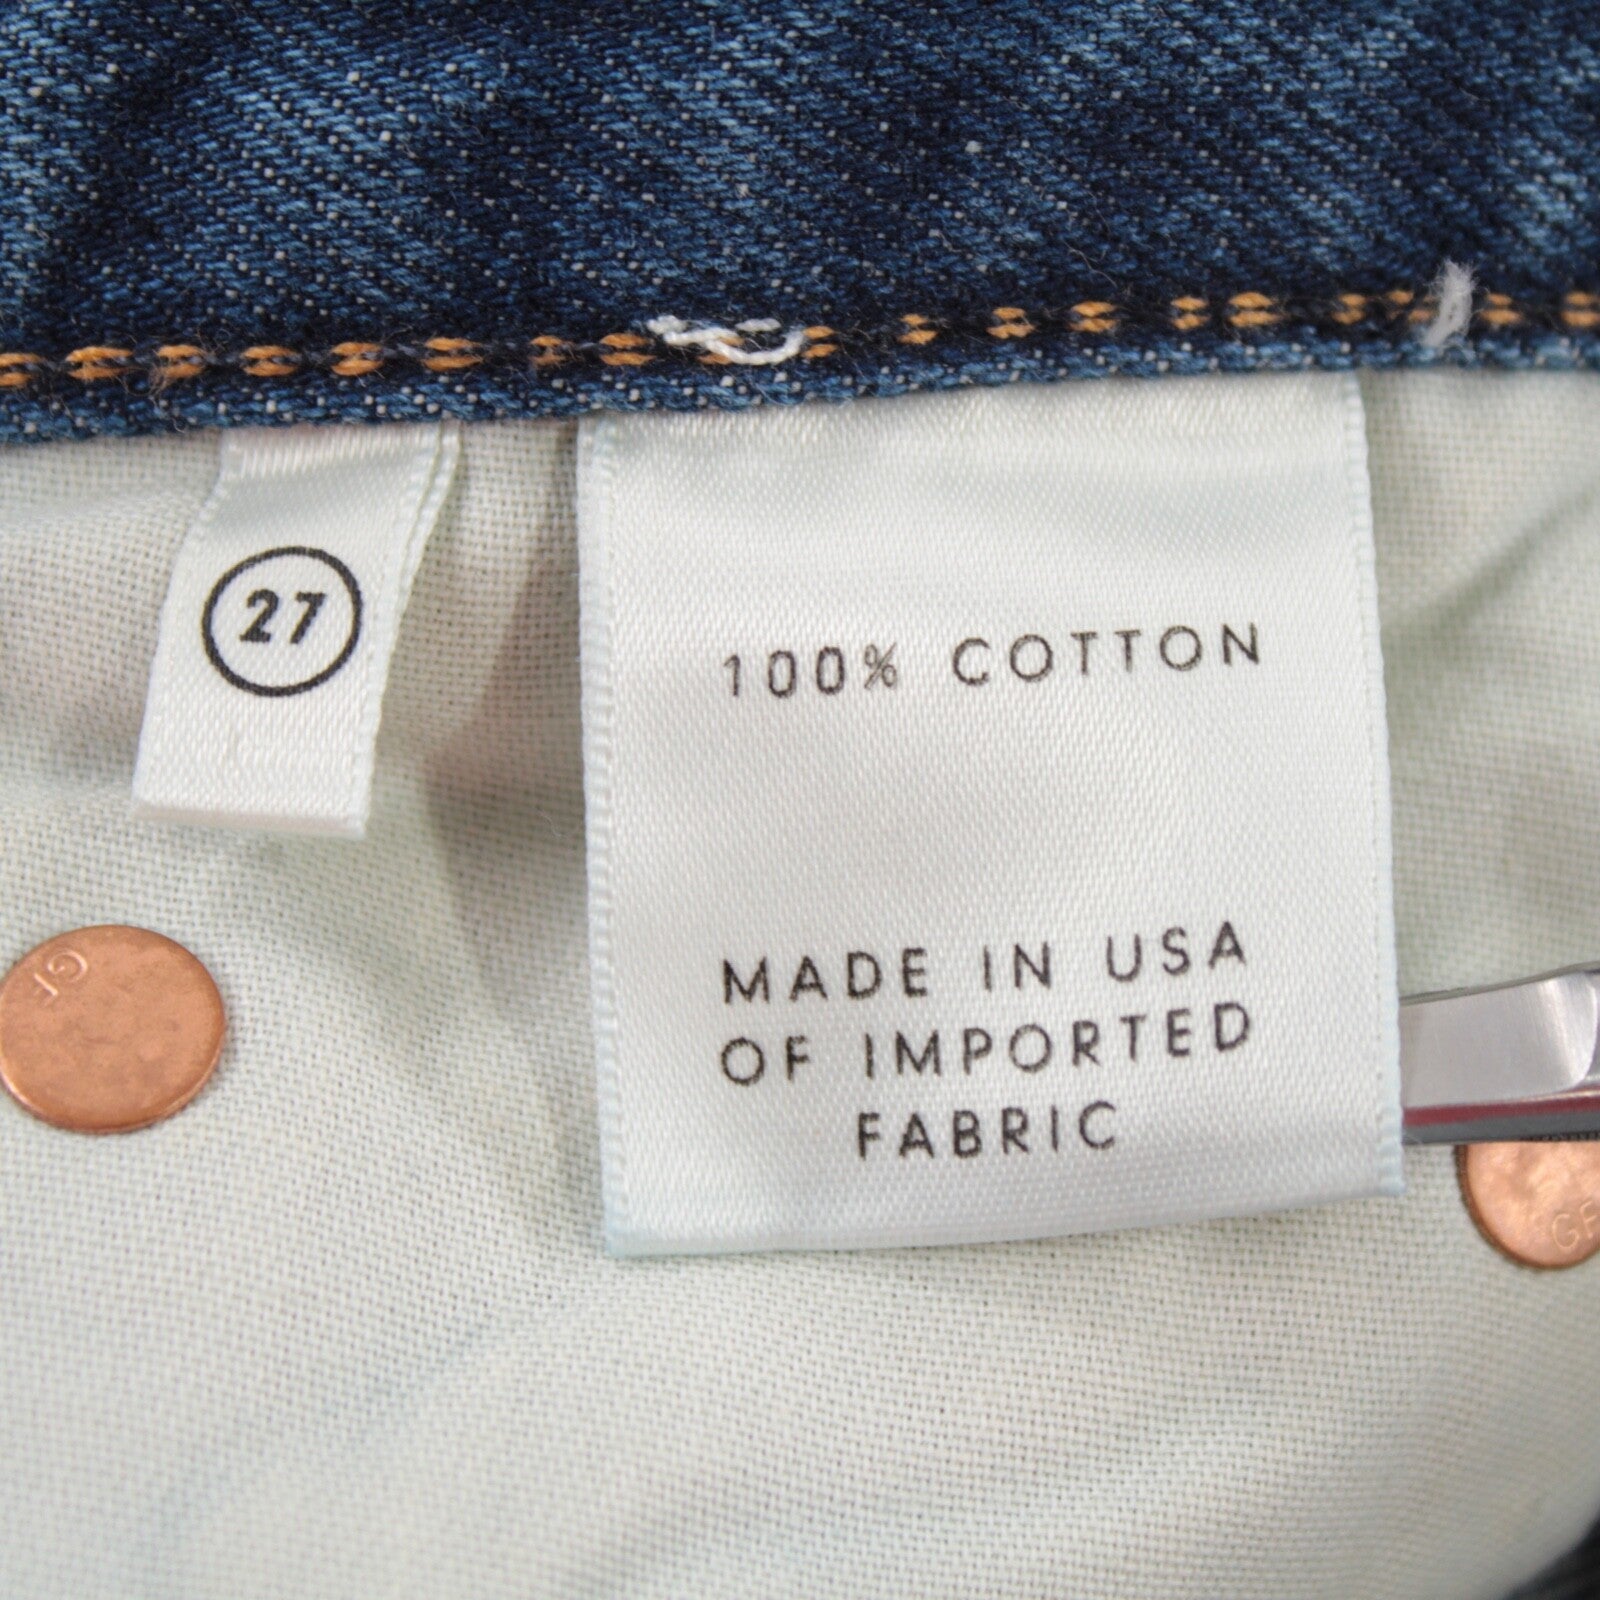 27
100% COTTON
MADE IN USA
OF IMPORTED
FABRIC
GF
GF